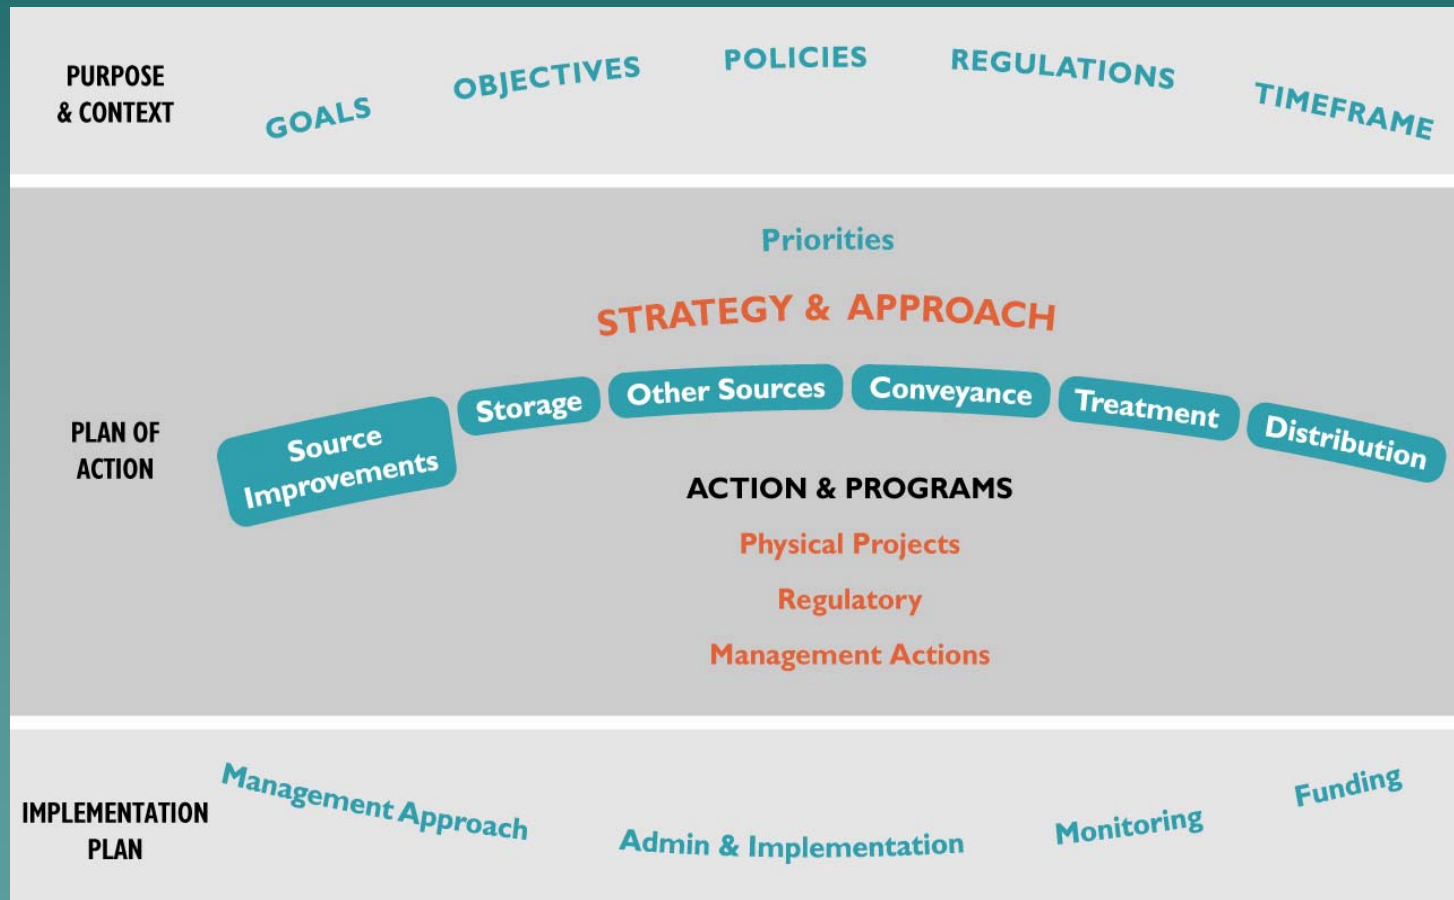 PURPOSE
& CONTEXT
GOALS
OBJECTIVES
POLICIES
REGULATIONS
TIMEFRAME
Priorities
STRATEGY & APPROACH
PLAN OF
ACTION
Source
Improvements
Storage
Other Sources
Conveyance
Treatment
Distribution
ACTION & PROGRAMS
Physical Projects
Regulatory
Management Actions
IMPLEMENTATION
PLAN
Management Approach
Admin & Implementation
Monitoring
Funding